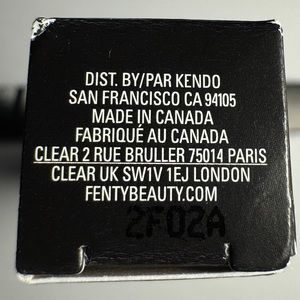 DIST. BY/PAR KENDO
SAN FRANCISCO CA 94105
MADE IN CANADA
FABRIQUÉ AU CANADA
CLEAR 2 RUE BRULLER 75014 PARIS
CLEAR UK SW1V 1EJ LONDON
FENTYBEAUTY.COM
2F02A